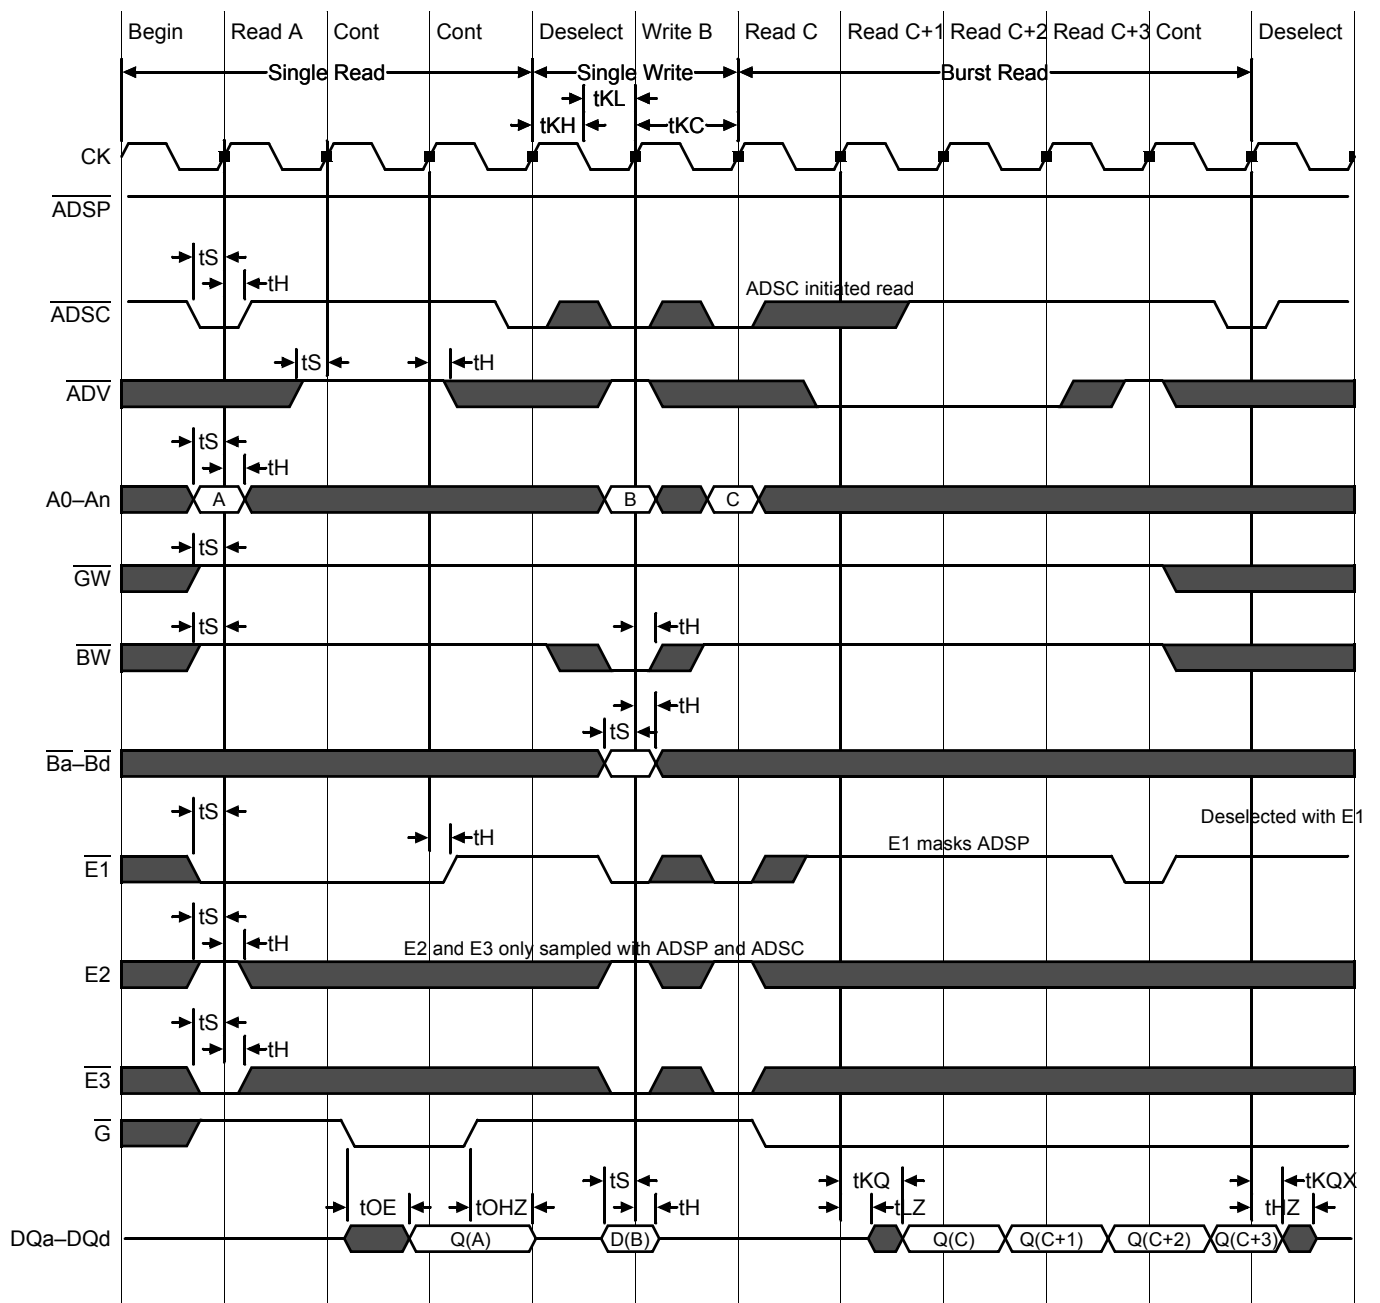 Begin Read A Cont Cont Deselect Write B Read C Read C+1 Read C+2 Read C+3 Cont Deselect
Single Read Single Write Burst Read
tKL
tKH tKC
CK
ADSP
tS
tH
ADSC initiated read
ADSC
tS tH
ADV
tS
tH
A0–An A B C
tS
GW
tS tH
BW
tH
tS
Ba–Bd
tS
Deselected with E1
tH
E1 masks ADSP
E1
tS
tH
E2 and E3 only sampled with ADSP and ADSC
E2
tS
tH
E3
G
tS tKQ tKQX
tOE tOHZ tH tLZ tHZ
DQa–DQd Q(A) D(B) Q(C) Q(C+1) Q(C+2) Q(C+3)